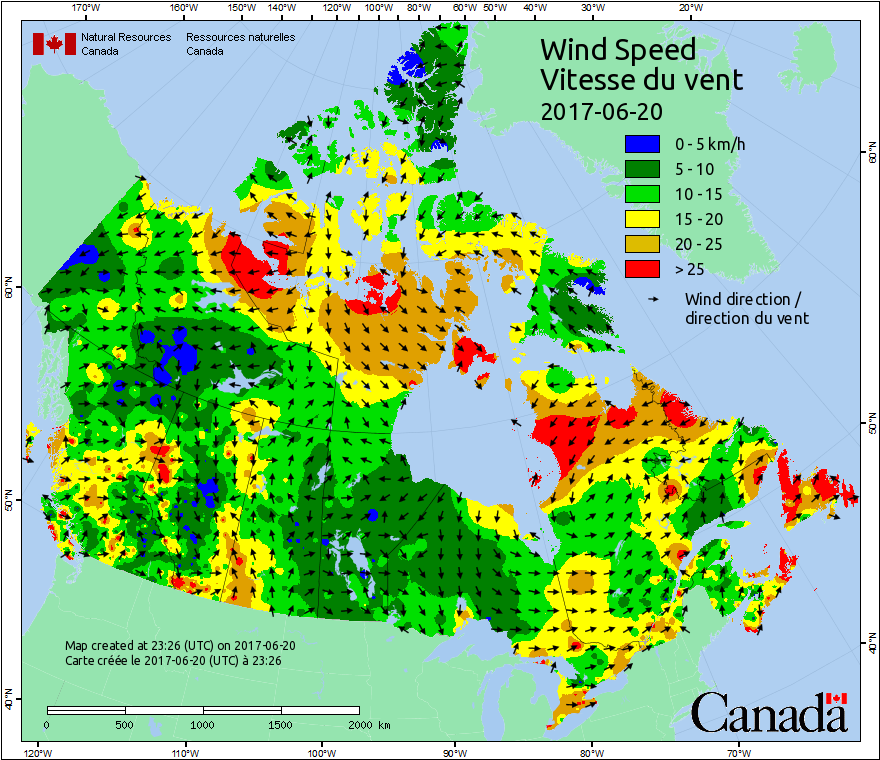 170°W 160°W 150°W 140°W 120°W 100°W 80°W 60°W 50°W 40°W 30°W 20°W
Natural Resources Canada
Ressources naturelles Canada
Wind Speed
Vitesse du vent
2017-06-20
0 - 5 km/h
5 - 10
10 - 15
15 - 20
20 - 25
> 25
Wind direction /
direction du vent
60°N
60°N
50°N
50°N
40°N
40°N
Map created at 23:26 (UTC) on 2017-06-20
Carte créée le 2017-06-20 (UTC) à 23:26
0 500 1000 1500 2000 km
Canada
120°W 110°W 100°W 90°W 80°W 70°W